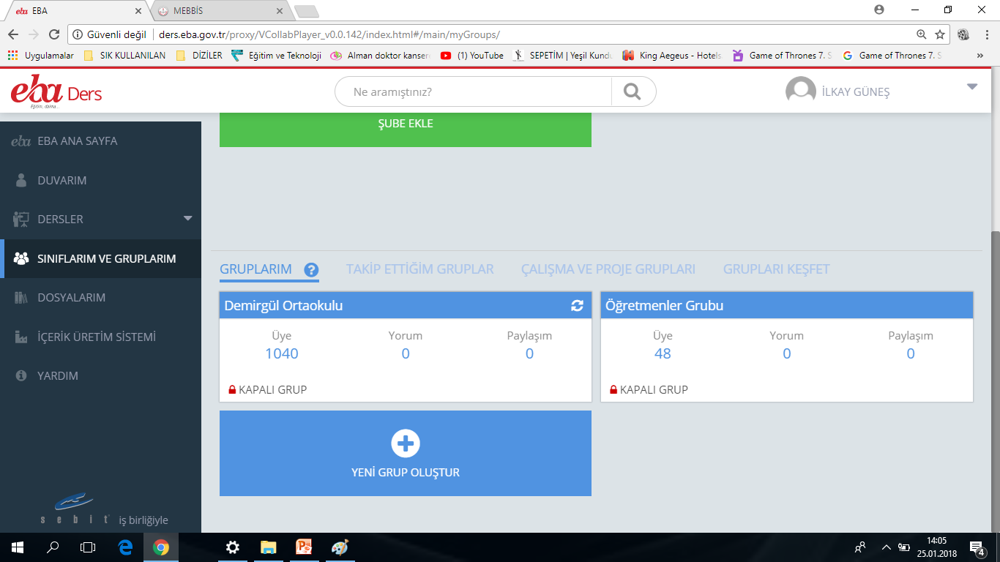 EBA
MEBBİS
Güvenli değil
ders.eba.gov.tr/proxy/VCollabPlayer_v0.0.142/index.html#/main/myGroups/
Uygulamalar
SIK KULLANILAN
DİZİLER
Eğitim ve Teknoloji
Alman doktor kanser
(1) YouTube
SEPETİM | Yeşil Kund
King Aegeus - Hotels
Game of Thrones 7. S
Game of Thrones 7. S
»
eba Ders
Eğitim, daima...
Ne aramıştınız?
İLKAY GÜNEŞ
eba EBA ANA SAYFA
DUVARIM
DERSLER
SINIFLARIM VE GRUPLARIM
DOSYALARIM
İÇERİK ÜRETİM SİSTEMİ
YARDIM
sebit iş birliğiyle
ŞUBE EKLE
GRUPLARIM ?
TAKİP ETTİĞİM GRUPLAR
ÇALIŞMA VE PROJE GRUPLARI
GRUPLARI KEŞFET
Demirgül Ortaokulu
Üye Yorum Paylaşım
1040 0 0
KAPALI GRUP
Öğretmenler Grubu
Üye Yorum Paylaşım
48 0 0
KAPALI GRUP
YENİ GRUP OLUŞTUR
14:05
25.01.2018
4